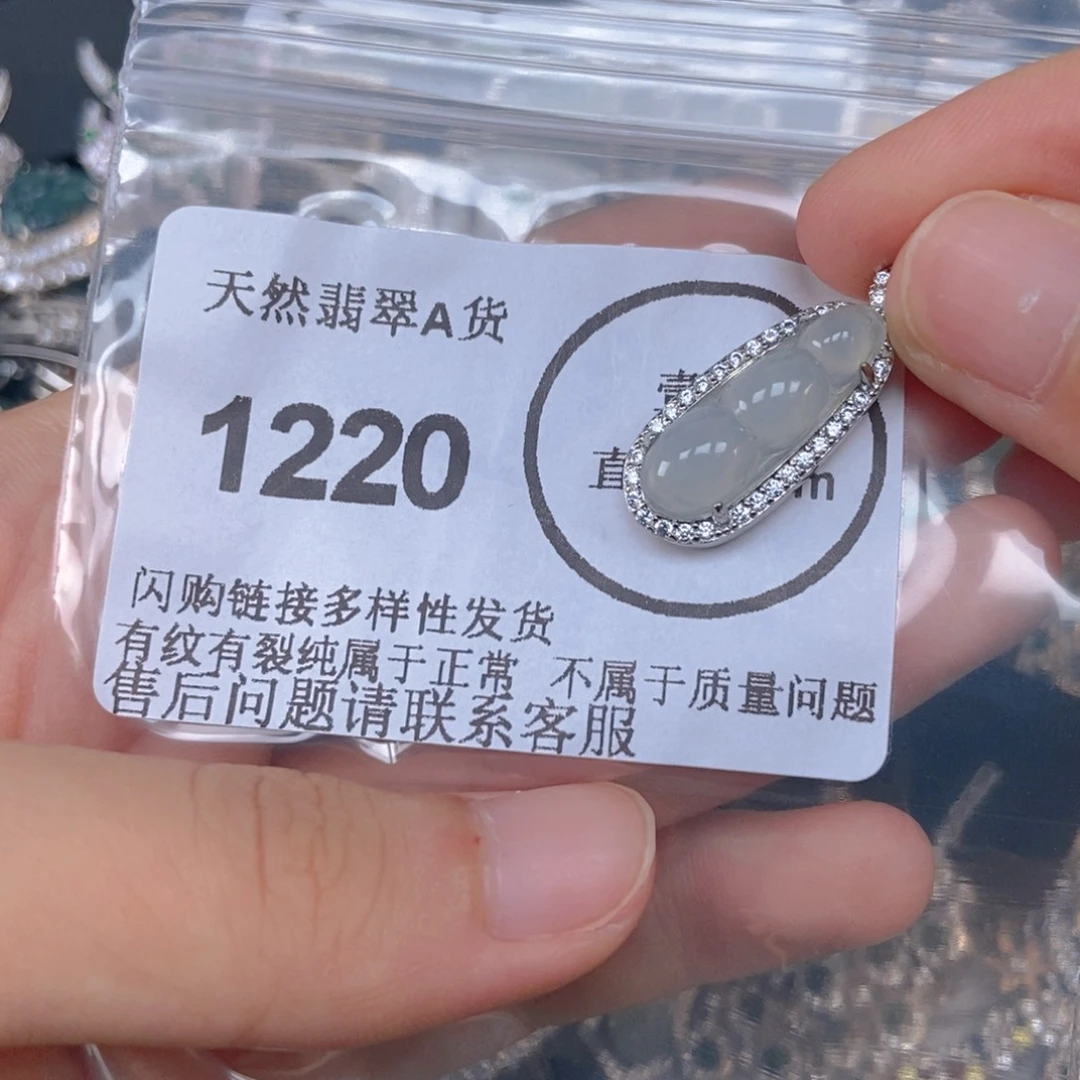 天然翡翠A货
1220
壹
直 m
闪购链接多样性发货
有纹有裂纯属于正常 不属于质量问题
售后问题请联系客服